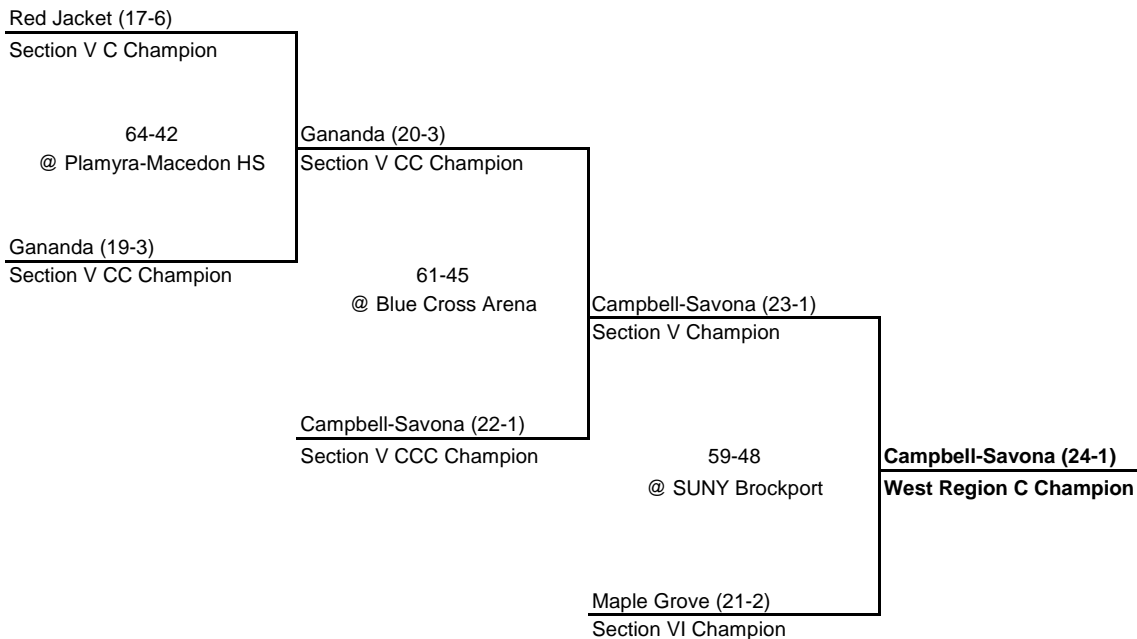 Red Jacket (17-6)
Section V C Champion
64-42
@ Plamyra-Macedon HS
Gananda (20-3)
Section V CC Champion
Gananda (19-3)
Section V CC Champion
61-45
@ Blue Cross Arena
Campbell-Savona (23-1)
Section V Champion
Campbell-Savona (22-1)
Section V CCC Champion
59-48
@ SUNY Brockport
Campbell-Savona (24-1)
West Region C Champion
Maple Grove (21-2)
Section VI Champion